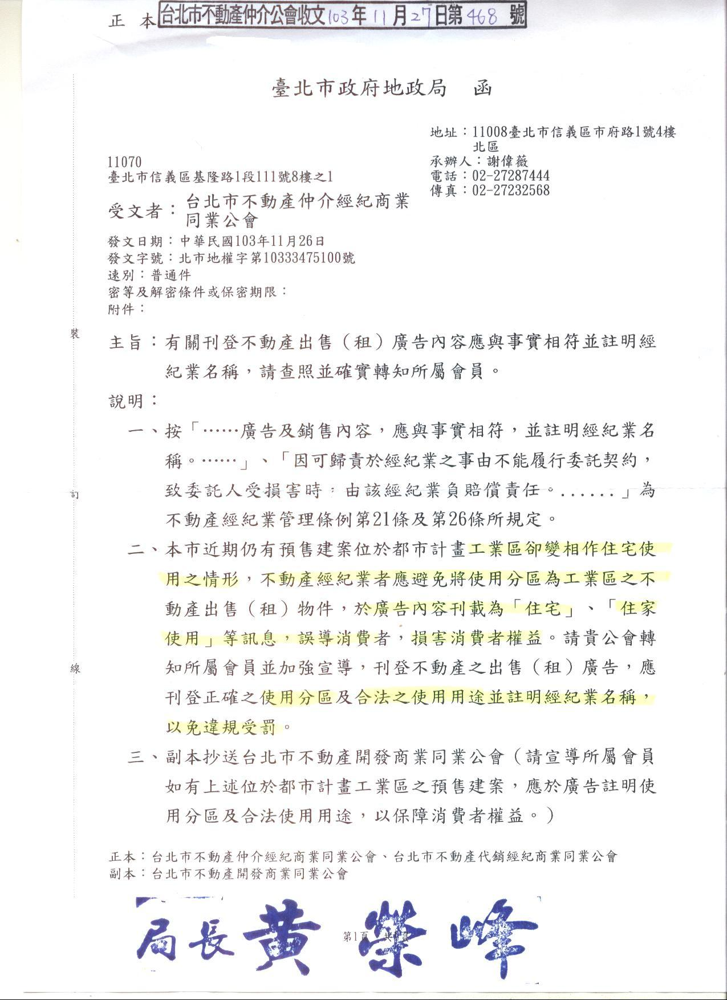 正本
台北市不動產仲介公會收文103年11月27日第468號
臺北市政府地政局 函
地址：11008臺北市信義區市府路1號4樓
北區
承辦人：謝偉薇
電話：02-27287444
傳真：02-27232568
11070
臺北市信義區基隆路1段111號8樓之1
受文者：台北市不動產仲介經紀商業
同業公會
發文日期：中華民國103年11月26日
發文字號：北市地權字第10333475100號
速別：普通件
密等及解密條件或保密期限：
附件：
主旨：有關刊登不動產出售（租）廣告內容應與事實相符並註明經
紀業名稱，請查照並確實轉知所屬會員。
說明：
一、按「……廣告及銷售內容，應與事實相符，並註明經紀業名
稱。……」、「因可歸責於經紀業之事由不能履行委託契約，
致委託人受損害時，由該經紀業負賠償責任。......」為
不動產經紀業管理條例第21條及第26條所規定。
二、本市近期仍有預售建案位於都市計畫工業區卻變相作住宅使
用之情形，不動產經紀業者應避免將使用分區為工業區之不
動產出售（租）物件，於廣告內容刊載為「住宅」、「住家
使用」等訊息，誤導消費者，損害消費者權益。請貴公會轉
知所屬會員並加強宣導，刊登不動產之出售（租）廣告，應
刊登正確之使用分區及合法之使用用途並註明經紀業名稱，
以免違規受罰。
三、副本抄送台北市不動產開發商業同業公會（請宣導所屬會員
如有上述位於都市計畫工業區之預售建案，應於廣告註明使
用分區及合法使用用途，以保障消費者權益。）
正本：台北市不動產仲介經紀商業同業公會、台北市不動產代銷經紀商業同業公會
副本：台北市不動產開發商業同業公會
局長 黃榮峰
第1頁 共1頁
裝
訂
線